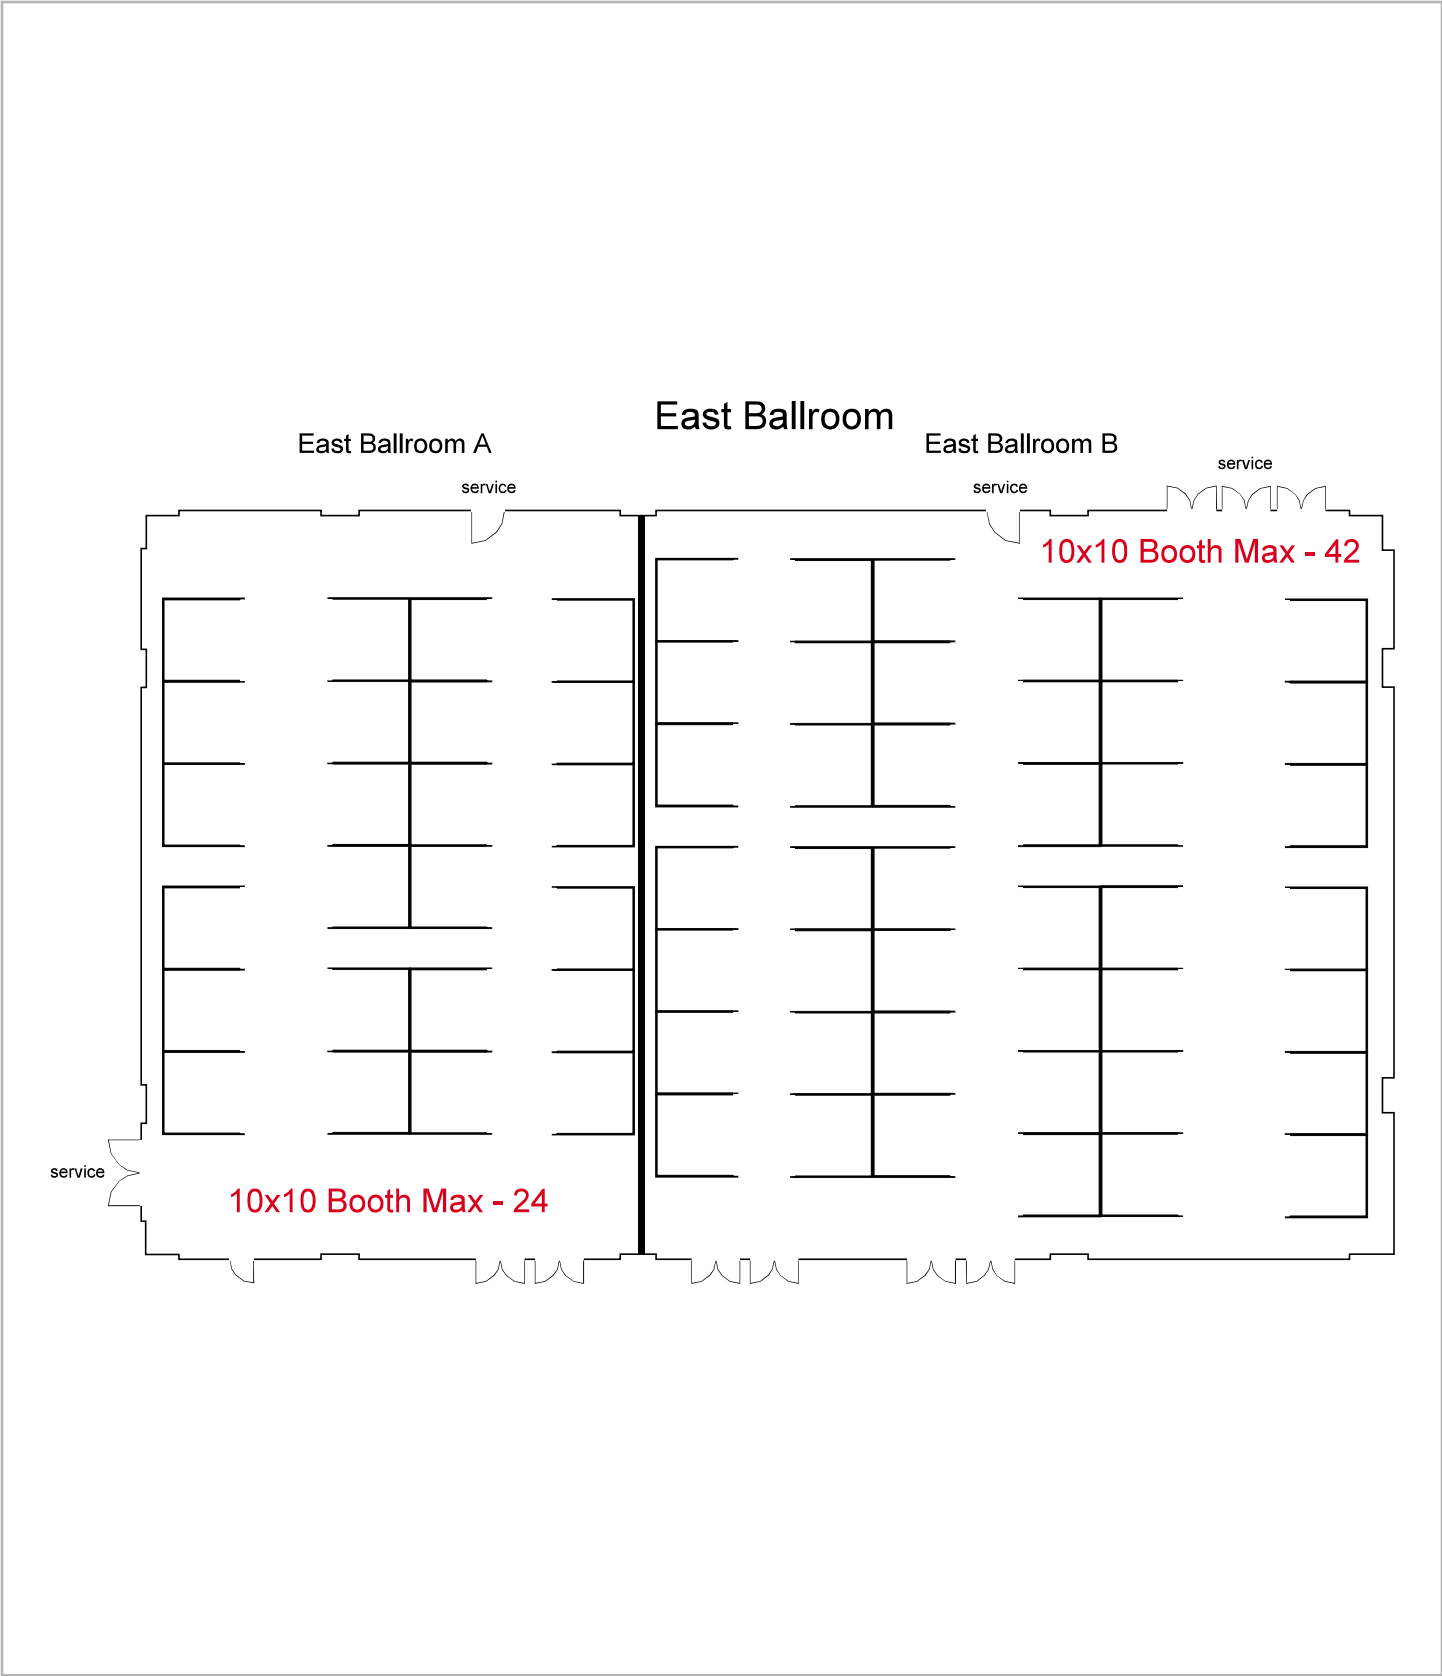 East Ballroom
East Ballroom A
East Ballroom B
service
service
service
10x10 Booth Max - 42
service
10x10 Booth Max - 24